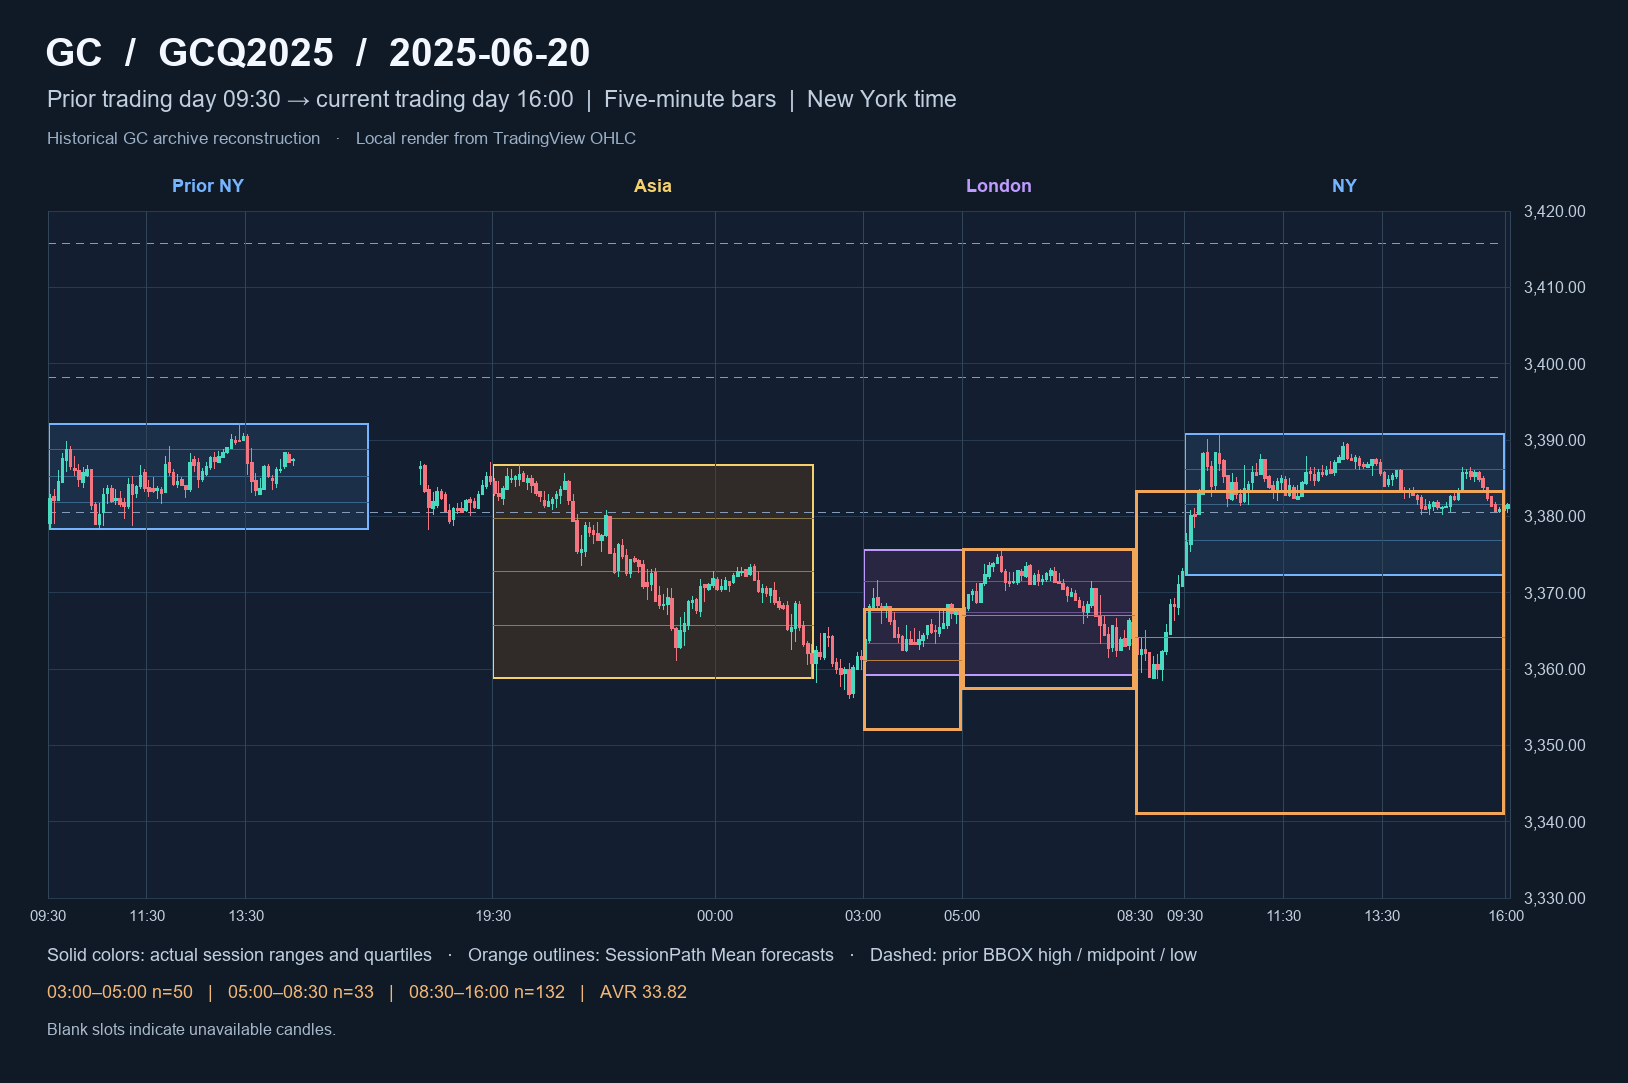 GC / GCQ2025 / 2025-06-20
Prior trading day 09:30 → current trading day 16:00 | Five-minute bars | New York time
Historical GC archive reconstruction · Local render from TradingView OHLC
Prior NY Asia London NY
3,420.00
3,410.00
3,400.00
3,390.00
3,380.00
3,370.00
3,360.00
3,350.00
3,340.00
3,330.00
09:30 11:30 13:30 19:30 00:00 03:00 05:00 08:30 09:30 11:30 13:30 16:00
Solid colors: actual session ranges and quartiles · Orange outlines: SessionPath Mean forecasts · Dashed: prior BBOX high / midpoint / low
03:00–05:00 n=50 | 05:00–08:30 n=33 | 08:30–16:00 n=132 | AVR 33.82
Blank slots indicate unavailable candles.